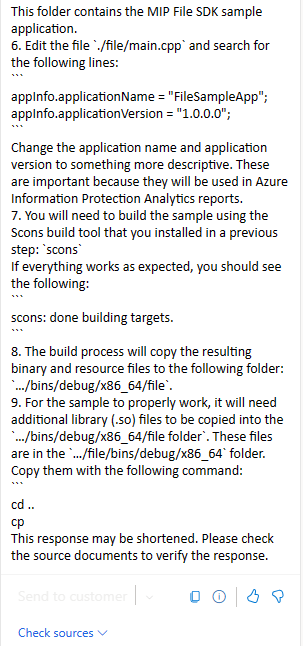 This folder contains the MIP File SDK sample
application.
6. Edit the file `./file/main.cpp` and search for
the following lines:
```
appInfo.applicationName = "FileSampleApp";
appInfo.applicationVersion = "1.0.0.0";
```
Change the application name and application
version to something more descriptive. These
are important because they will be used in Azure
Information Protection Analytics reports.
7. You will need to build the sample using the
Scons build tool that you installed in a previous
step: `scons`
If everything works as expected, you should see
the following:
```
scons: done building targets.
```
8. The build process will copy the resulting
binary and resource files to the following folder:
`.../bins/debug/x86_64/file`.
9. For the sample to properly work, it will need
additional library (.so) files to be copied into the
`.../bins/debug/x86_64/file folder`. These files
are in the `.../file/bins/debug/x86_64` folder.
Copy them with the following command:
```
cd ..
cp
This response may be shortened. Please check
the source documents to verify the response.
Send to customer
Check sources